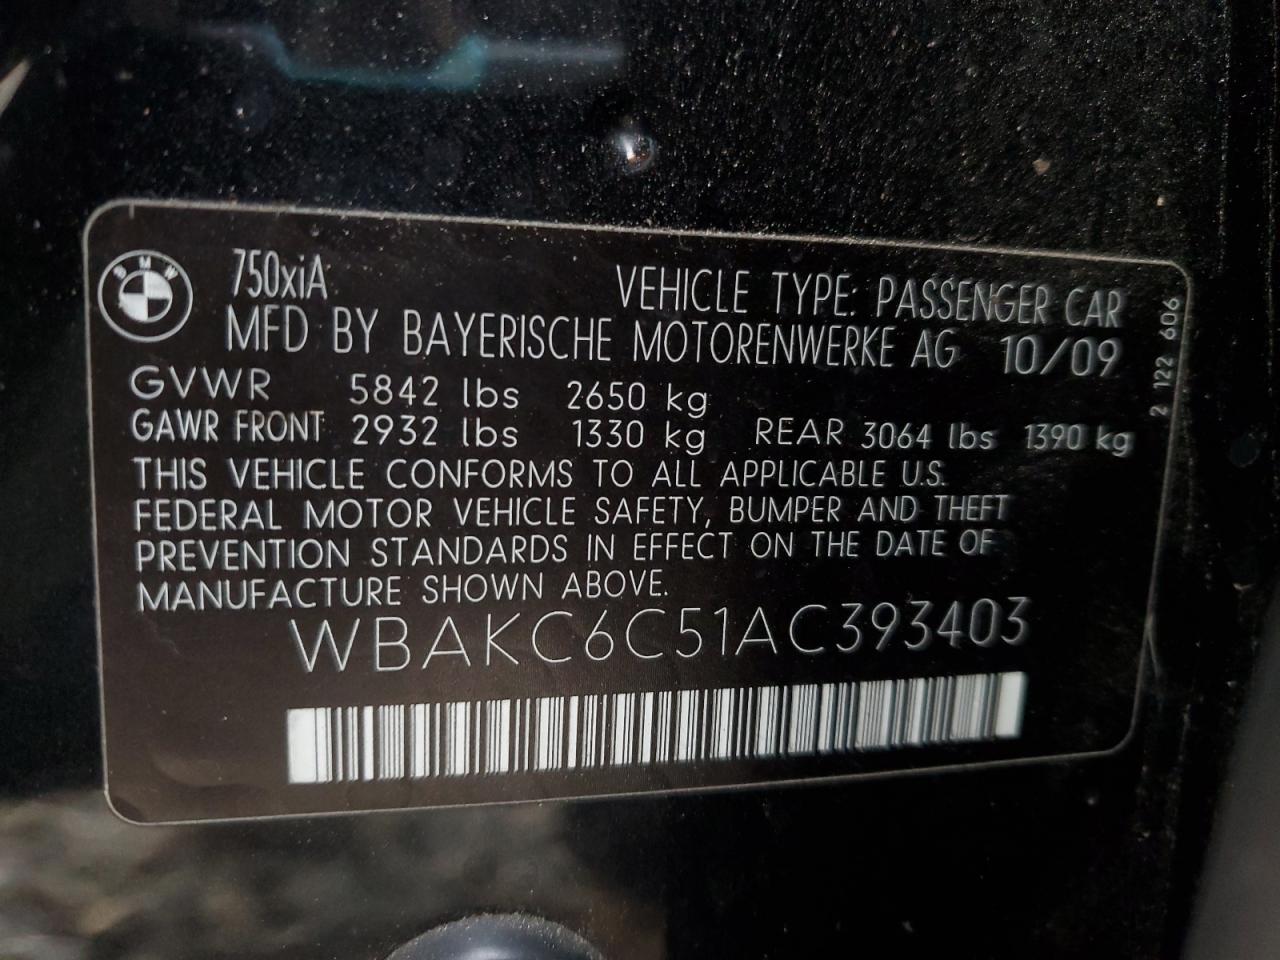 BMW
750xiA VEHICLE TYPE: PASSENGER CAR
MFD BY BAYERISCHE MOTORENWERKE AG 10/09
GVWR 5842 lbs 2650 kg
GAWR FRONT 2932 lbs 1330 kg REAR 3064 lbs 1390 kg
THIS VEHICLE CONFORMS TO ALL APPLICABLE U.S.
FEDERAL MOTOR VEHICLE SAFETY, BUMPER AND THEFT
PREVENTION STANDARDS IN EFFECT ON THE DATE OF
MANUFACTURE SHOWN ABOVE.
WBAKC6C51AC393403
2 122 606